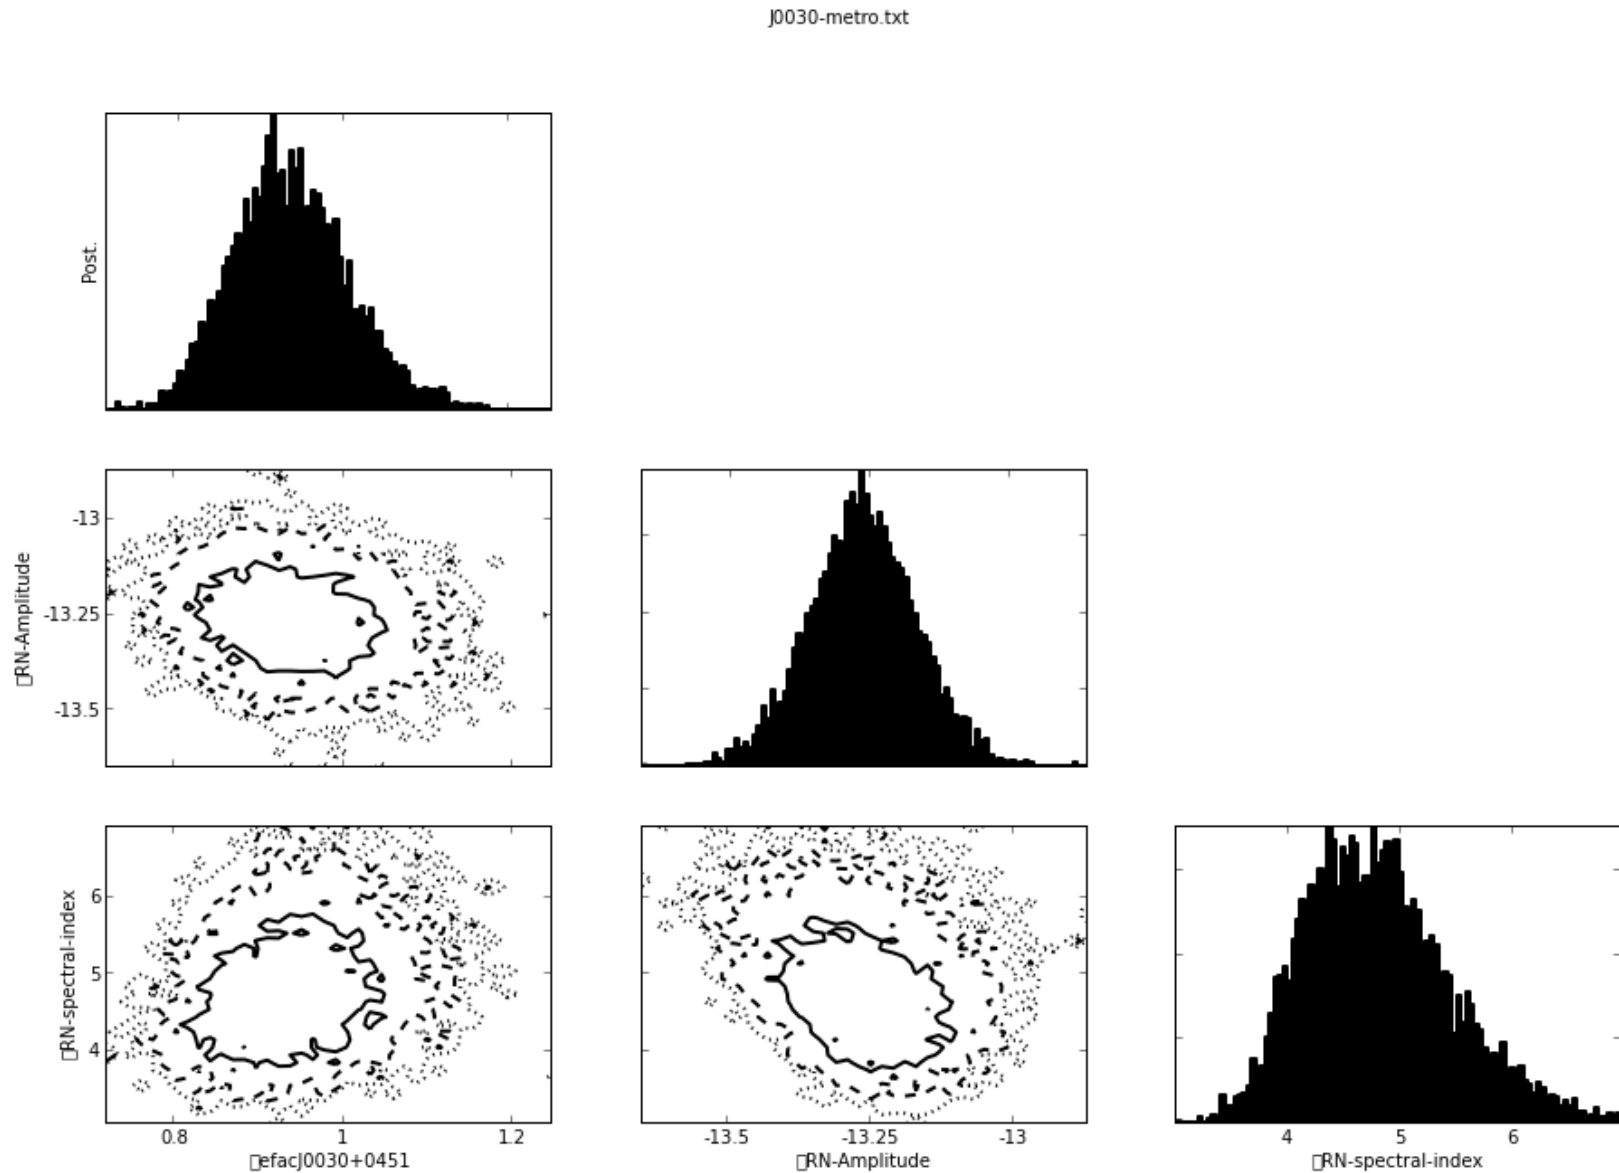 J0030-metro.txt
Post.
RN-Amplitude
-13
-13.25
-13.5
RN-spectral-index
6
5
4
0.8 1 1.2
efacJ0030+0451
-13.5 -13.25 -13
RN-Amplitude
4 5 6
RN-spectral-index